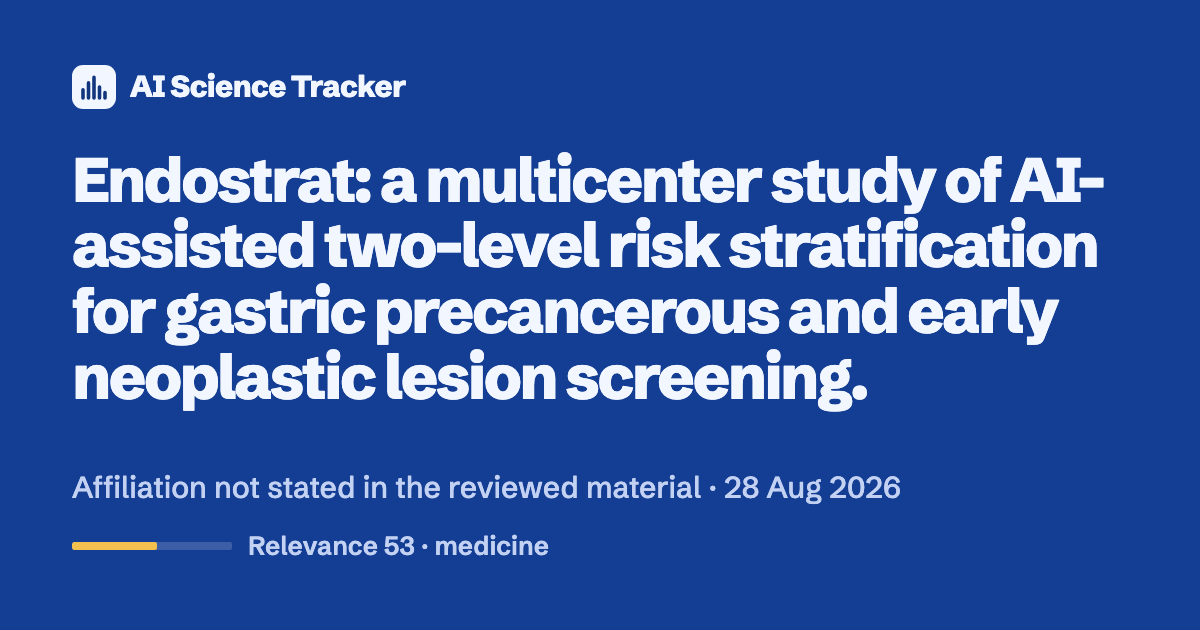 AI Science Tracker
Endostrat: a multicenter study of AI-
assisted two-level risk stratification
for gastric precancerous and early
neoplastic lesion screening.
Affiliation not stated in the reviewed material · 28 Aug 2026
Relevance 53 · medicine